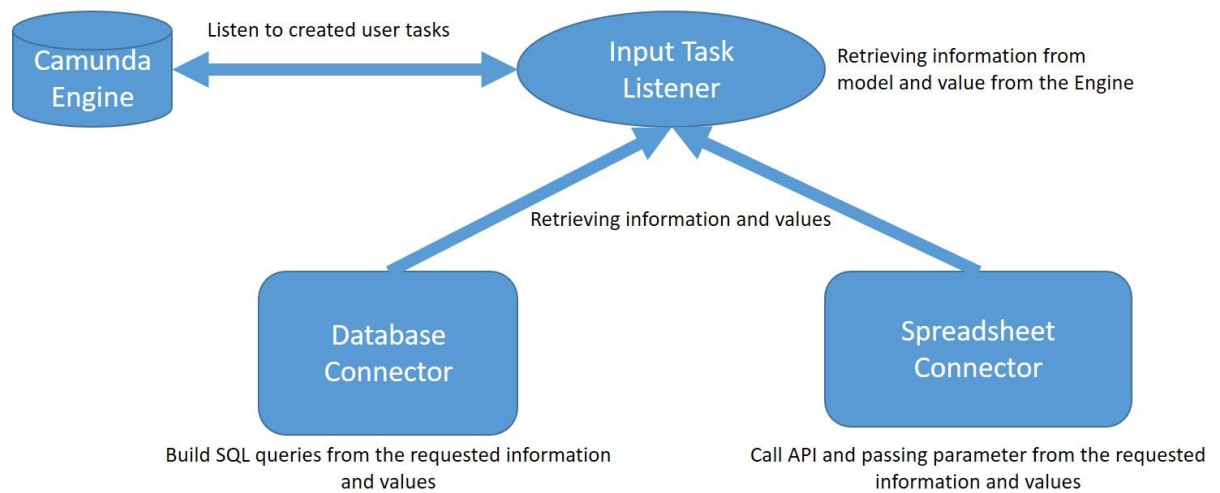 Listen to created user tasks
Camunda
Engine
Input Task
Listener
Retrieving information from
model and value from the Engine
Retrieving information and values
Database
Connector
Spreadsheet
Connector
Build SQL queries from the requested information
and values
Call API and passing parameter from the requested
information and values